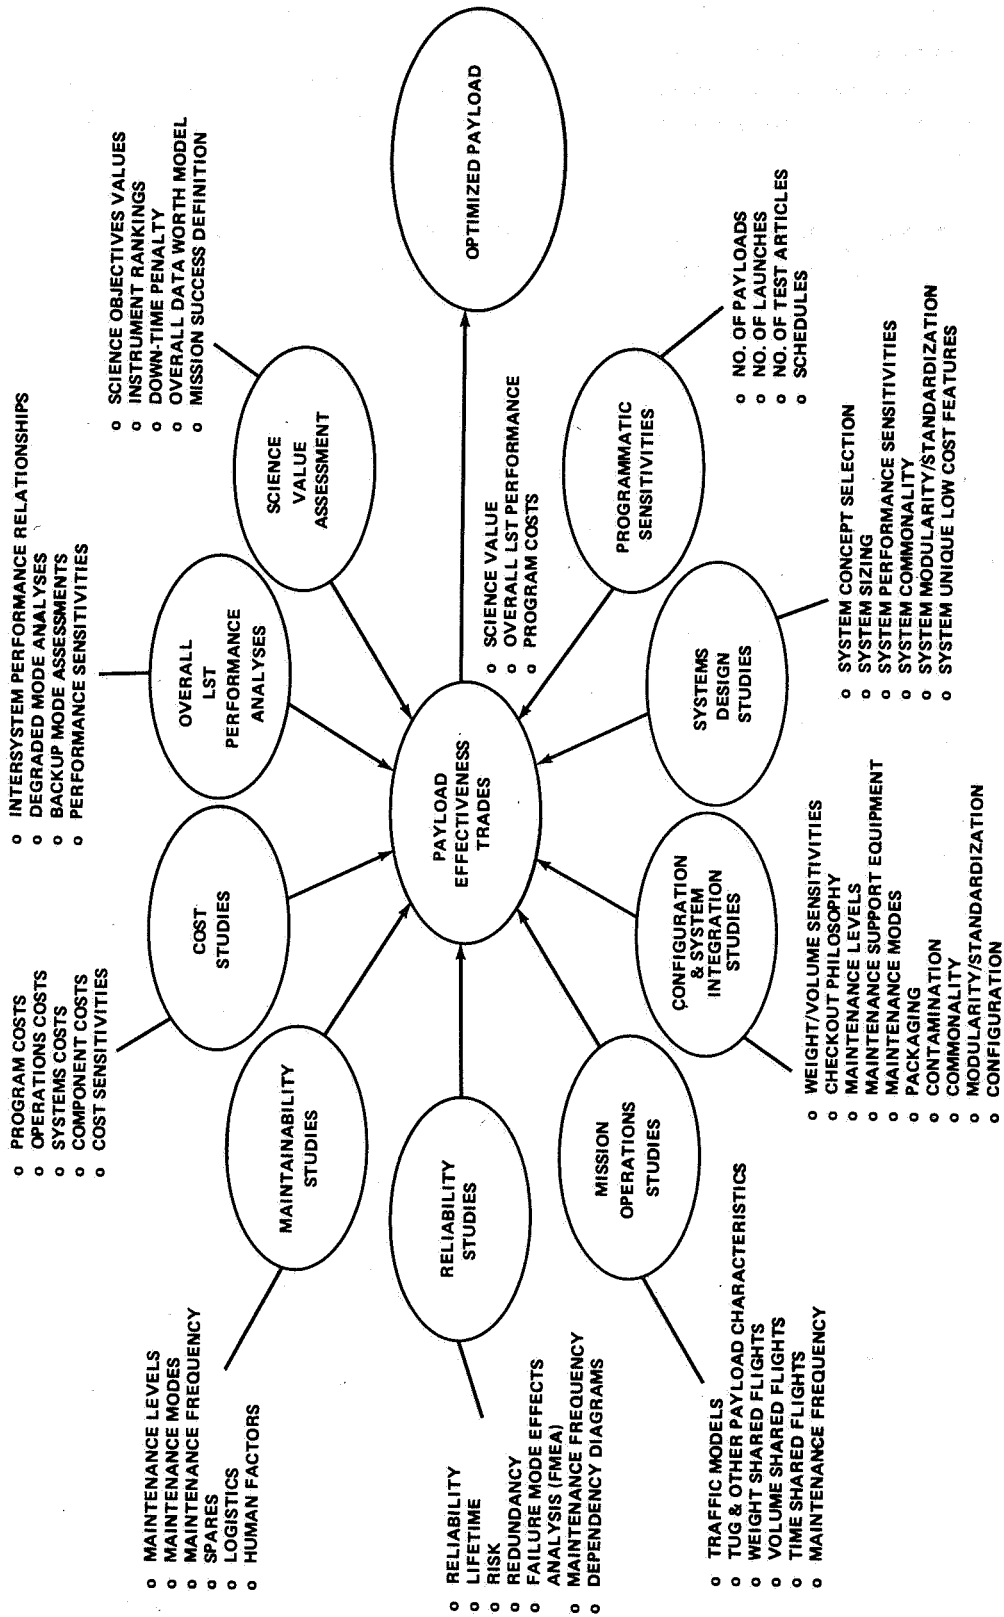 o PROGRAM COSTS
o OPERATIONS COSTS
o SYSTEMS COSTS
o COMPONENT COSTS
o COST SENSITIVITIES
o INTERSYSTEM PERFORMANCE RELATIONSHIPS
o DEGRADED MODE ANALYSES
o BACKUP MODE ASSESSMENTS
o PERFORMANCE SENSITIVITIES
o SCIENCE OBJECTIVES VALUES
o INSTRUMENT RANKINGS
o DOWN-TIME PENALTY
o OVERALL DATA WORTH MODEL
o MISSION SUCCESS DEFINITION
o MAINTENANCE LEVELS
o MAINTENANCE MODES
o MAINTENANCE FREQUENCY
o SPARES
o LOGISTICS
o HUMAN FACTORS
MAINTAINABILITY
STUDIES
COST
STUDIES
OVERALL
LST
PERFORMANCE
ANALYSES
SCIENCE
VALUE
ASSESSMENT
o RELIABILITY
o LIFETIME
o RISK
o REDUNDANCY
o FAILURE MODE EFFECTS
ANALYSIS (FMEA)
o MAINTENANCE FREQUENCY
o DEPENDENCY DIAGRAMS
RELIABILITY
STUDIES
PAYLOAD
EFFECTIVENESS
TRADES
o SCIENCE VALUE
o OVERALL LST PERFORMANCE
o PROGRAM COSTS
OPTIMIZED PAYLOAD
MISSION
OPERATIONS
STUDIES
CONFIGURATION
& SYSTEM
INTEGRATION
STUDIES
SYSTEMS
DESIGN
STUDIES
PROGRAMMATIC
SENSITIVITIES
o TRAFFIC MODELS
o TUG & OTHER PAYLOAD CHARACTERISTICS
o WEIGHT SHARED FLIGHTS
o VOLUME SHARED FLIGHTS
o TIME SHARED FLIGHTS
o MAINTENANCE FREQUENCY
o WEIGHT/VOLUME SENSITIVITIES
o CHECKOUT PHILOSOPHY
o MAINTENANCE LEVELS
o MAINTENANCE SUPPORT EQUIPMENT
o MAINTENANCE MODES
o PACKAGING
o CONTAMINATION
o COMMONALITY
o MODULARITY/STANDARDIZATION
o CONFIGURATION
o SYSTEM CONCEPT SELECTION
o SYSTEM SIZING
o SYSTEM PERFORMANCE SENSITIVITIES
o SYSTEM COMMONALITY
o SYSTEM MODULARITY/STANDARDIZATION
o SYSTEM UNIQUE LOW COST FEATURES
o NO. OF PAYLOADS
o NO. OF LAUNCHES
o NO. OF TEST ARTICLES
o SCHEDULES